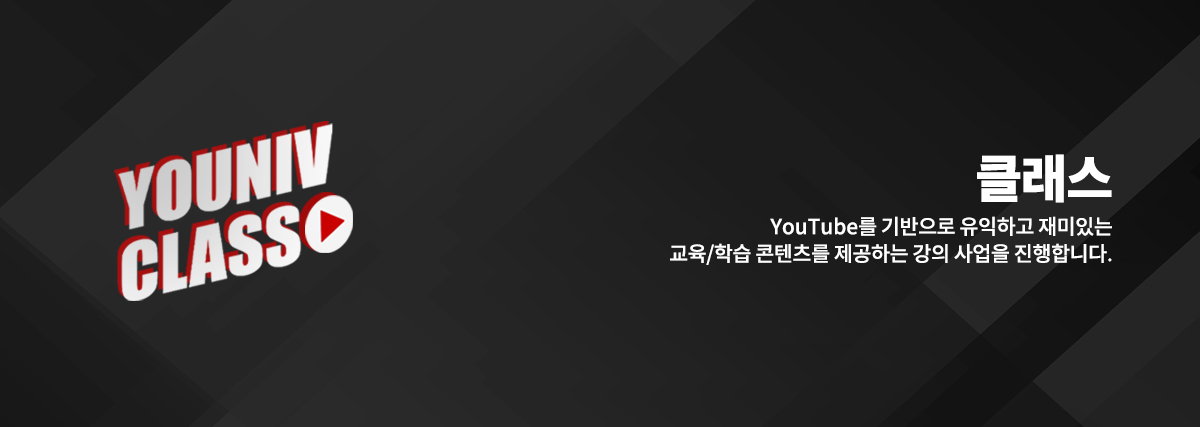 YOUNIV
CLASS
클래스
YouTube를 기반으로 유익하고 재미있는
교육/학습 콘텐츠를 제공하는 강의 사업을 진행합니다.